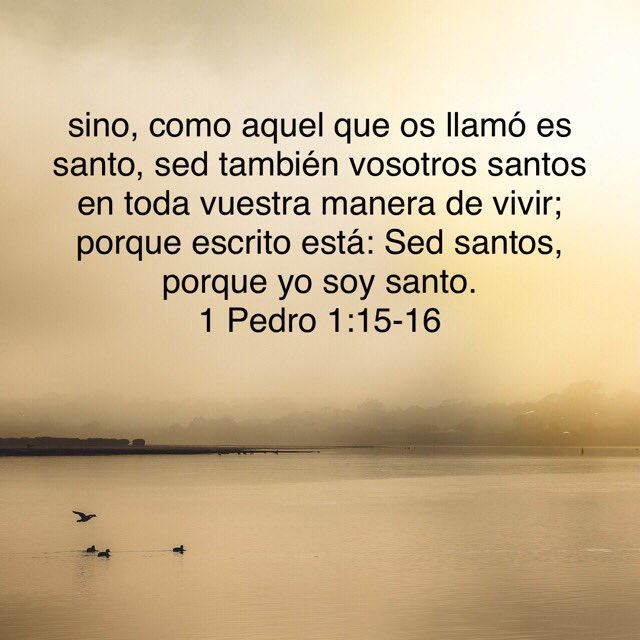 sino, como aquel que os llamó es
santo, sed también vosotros santos
en toda vuestra manera de vivir;
porque escrito está: Sed santos,
porque yo soy santo.
1 Pedro 1:15-16